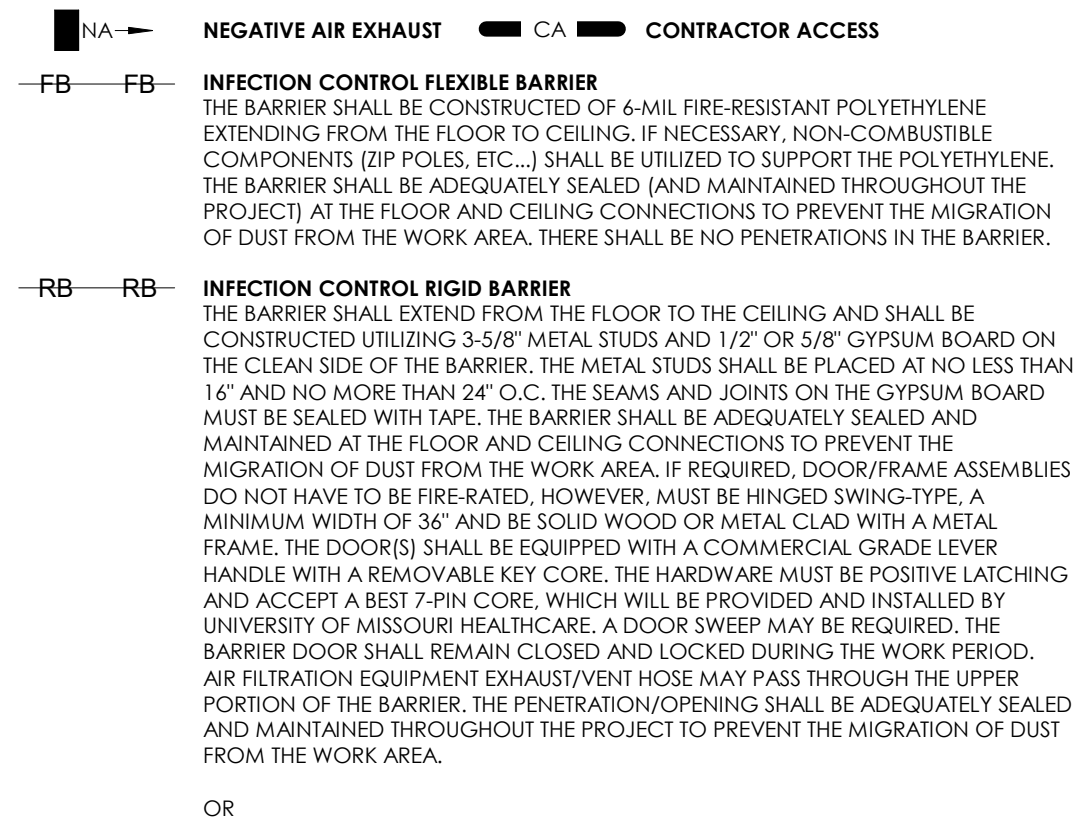 NA NEGATIVE AIR EXHAUST CA CONTRACTOR ACCESS
FB FB INFECTION CONTROL FLEXIBLE BARRIER
THE BARRIER SHALL BE CONSTRUCTED OF 6-MIL FIRE-RESISTANT POLYETHYLENE
EXTENDING FROM THE FLOOR TO CEILING. IF NECESSARY, NON-COMBUSTIBLE
COMPONENTS (ZIP POLES, ETC...) SHALL BE UTILIZED TO SUPPORT THE POLYETHYLENE.
THE BARRIER SHALL BE ADEQUATELY SEALED (AND MAINTAINED THROUGHOUT THE
PROJECT) AT THE FLOOR AND CEILING CONNECTIONS TO PREVENT THE MIGRATION
OF DUST FROM THE WORK AREA. THERE SHALL BE NO PENETRATIONS IN THE BARRIER.
RB RB INFECTION CONTROL RIGID BARRIER
THE BARRIER SHALL EXTEND FROM THE FLOOR TO THE CEILING AND SHALL BE
CONSTRUCTED UTILIZING 3-5/8" METAL STUDS AND 1/2" OR 5/8" GYPSUM BOARD ON
THE CLEAN SIDE OF THE BARRIER. THE METAL STUDS SHALL BE PLACED AT NO LESS THAN
16" AND NO MORE THAN 24" O.C. THE SEAMS AND JOINTS ON THE GYPSUM BOARD
MUST BE SEALED WITH TAPE. THE BARRIER SHALL BE ADEQUATELY SEALED AND
MAINTAINED AT THE FLOOR AND CEILING CONNECTIONS TO PREVENT THE
MIGRATION OF DUST FROM THE WORK AREA. IF REQUIRED, DOOR/FRAME ASSEMBLIES
DO NOT HAVE TO BE FIRE-RATED, HOWEVER, MUST BE HINGED SWING-TYPE, A
MINIMUM WIDTH OF 36" AND BE SOLID WOOD OR METAL CLAD WITH A METAL
FRAME. THE DOOR(S) SHALL BE EQUIPPED WITH A COMMERCIAL GRADE LEVER
HANDLE WITH A REMOVABLE KEY CORE. THE HARDWARE MUST BE POSITIVE LATCHING
AND ACCEPT A BEST 7-PIN CORE, WHICH WILL BE PROVIDED AND INSTALLED BY
UNIVERSITY OF MISSOURI HEALTHCARE. A DOOR SWEEP MAY BE REQUIRED. THE
BARRIER DOOR SHALL REMAIN CLOSED AND LOCKED DURING THE WORK PERIOD.
AIR FILTRATION EQUIPMENT EXHAUST/VENT HOSE MAY PASS THROUGH THE UPPER
PORTION OF THE BARRIER. THE PENETRATION/OPENING SHALL BE ADEQUATELY SEALED
AND MAINTAINED THROUGHOUT THE PROJECT TO PREVENT THE MIGRATION OF DUST
FROM THE WORK AREA.
OR